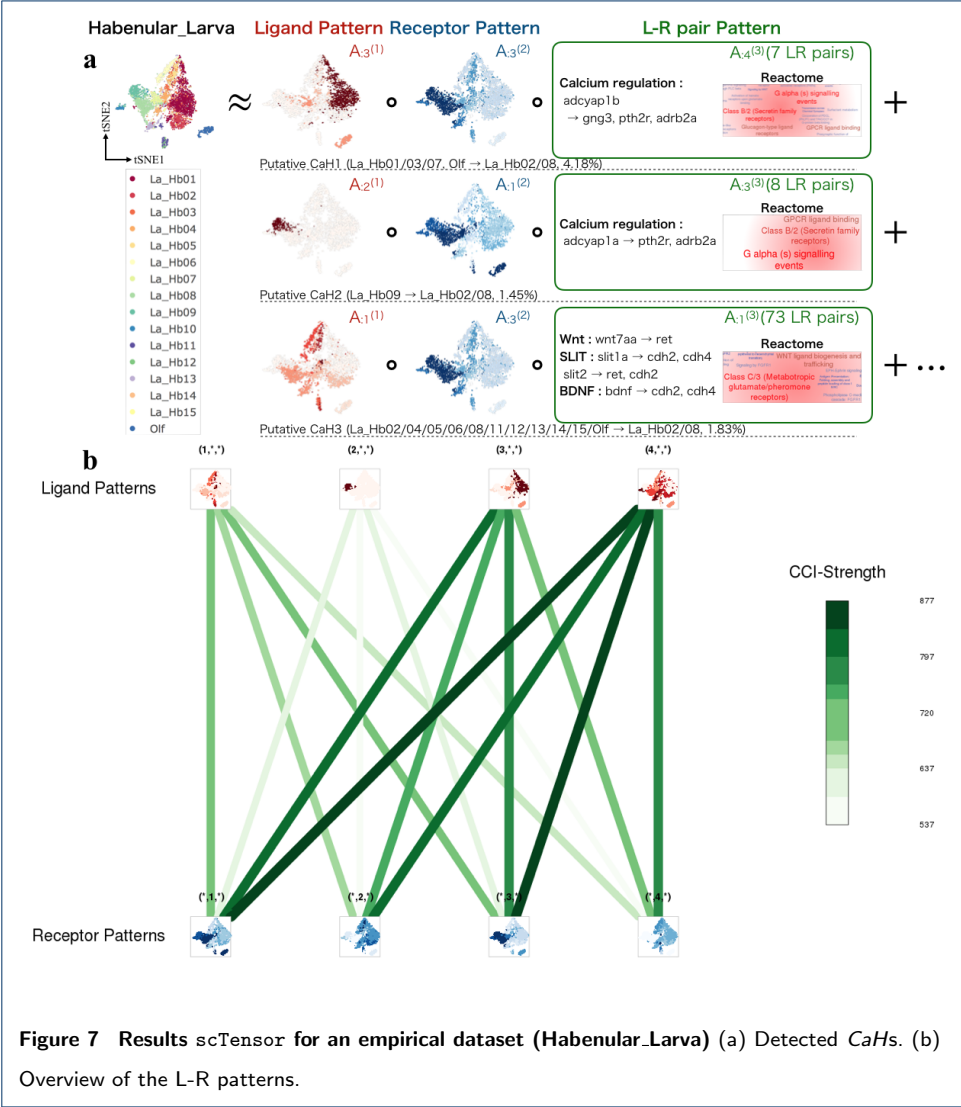 Habenular_Larva
Ligand Pattern
Receptor Pattern
L-R pair Pattern
a
A:3(1)
A:3(2)
A:4(3)(7 LR pairs)
tSNE2
tSNE1
≈
Calcium regulation :
adcyap1b
→ gng3, pth2r, adrb2a
Reactome
G alpha (s) signalling
events
Class B/2 (Secretin family
receptors)
Glucagon-type ligand
receptors
GPCR ligand binding
+
Putative CaH1 (La_Hb01/03/07, Olf → La_Hb02/08, 4.18%)
La_Hb01
La_Hb02
La_Hb03
La_Hb04
La_Hb05
La_Hb06
La_Hb07
La_Hb08
La_Hb09
La_Hb10
La_Hb11
La_Hb12
La_Hb13
La_Hb14
La_Hb15
Olf
A:2(1)
A:1(2)
A:3(3)(8 LR pairs)
Calcium regulation :
adcyap1a → pth2r, adrb2a
Reactome
GPCR ligand binding
Class B/2 (Secretin family
receptors)
G alpha (s) signalling
events
+
Putative CaH2 (La_Hb09 → La_Hb02/08, 1.45%)
A:1(1)
A:3(2)
A:1(3)(73 LR pairs)
Wnt : wnt7aa → ret
SLIT : slit1a → cdh2, cdh4
slit2 → ret, cdh2
BDNF : bdnf → cdh2, cdh4
Reactome
WNT ligand biogenesis and
trafficking
Class C/3 (Metabotropic
glutamate/pheromone
receptors)
+ ...
Putative CaH3 (La_Hb02/04/05/06/08/11/12/13/14/15/Olf → La_Hb02/08, 1.83%)
b
(1,*,*)
(2,*,*)
(3,*,*)
(4,*,*)
Ligand Patterns
CCI-Strength
877
797
720
637
537
(*,1,*)
(*,2,*)
(*,3,*)
(*,4,*)
Receptor Patterns
Figure 7 Results scTensor for an empirical dataset (Habenular_Larva) (a) Detected CaHs. (b)
Overview of the L-R patterns.